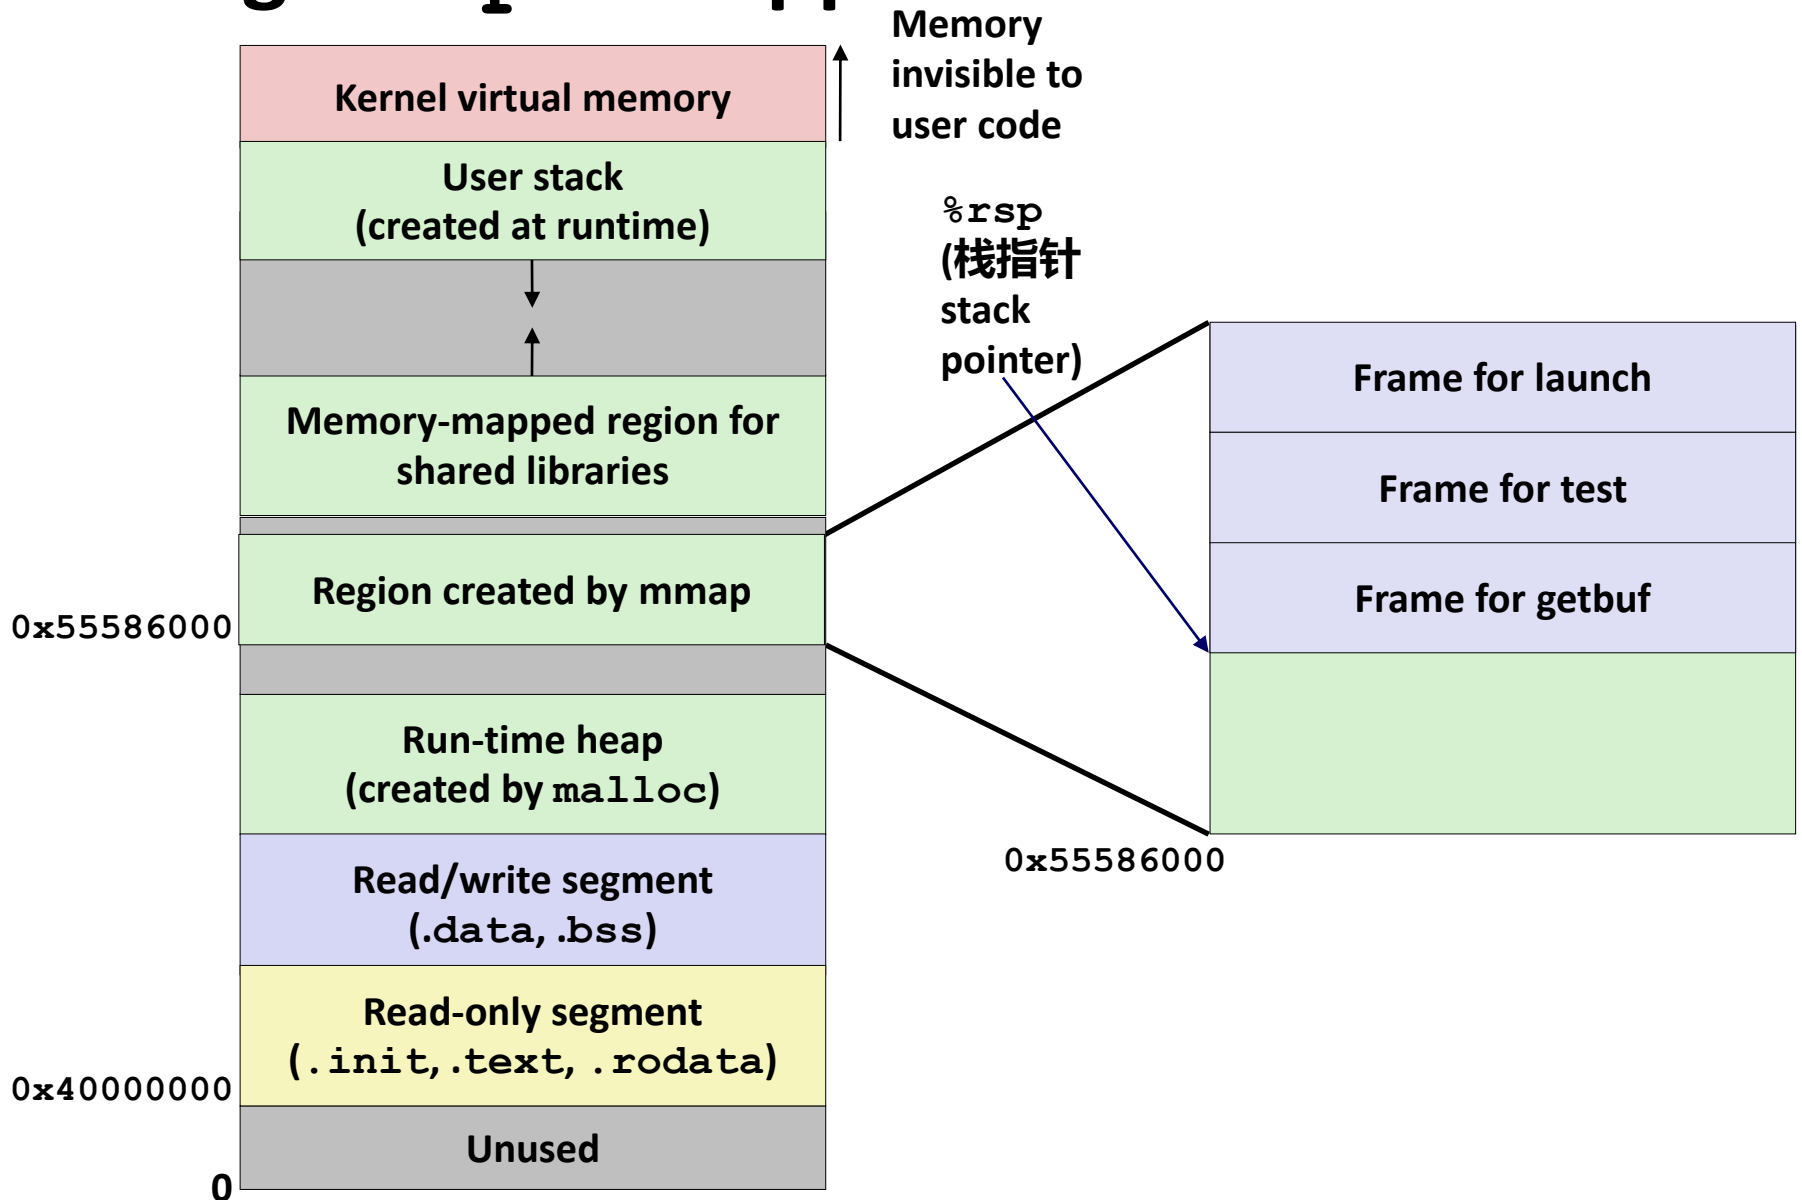 Memory
invisible to
user code
Kernel virtual memory
User stack
(created at runtime)
%rsp
(栈指针
stack
pointer)
Memory-mapped region for
shared libraries
Region created by mmap
0x55586000
Run-time heap
(created by malloc)
Read/write segment
(.data, .bss)
Read-only segment
(.init, .text, .rodata)
0x40000000
Unused
0
Frame for launch
Frame for test
Frame for getbuf
0x55586000